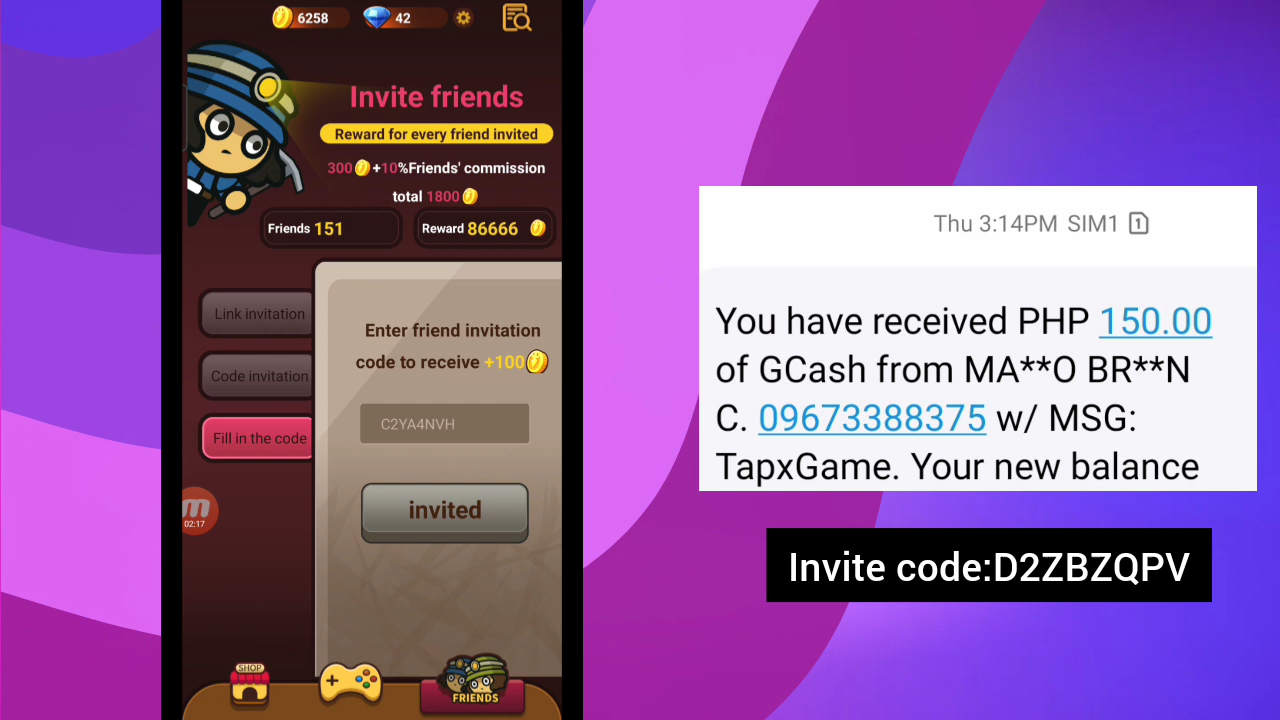 6258
42
Invite friends
Reward for every friend invited
300 +10%Friends' commission
total 1800
Friends 151
Reward 86666
Link invitation
Code invitation
Fill in the code
Enter friend invitation
code to receive +100
C2YA4NVH
invited
m
02:17
SHOP
FRIENDS
Thu 3:14PM SIM1 1
You have received PHP 150.00
of GCash from MA**O BR**N
C. 09673388375 w/ MSG:
TapxGame. Your new balance
Invite code:D2ZBZQPV